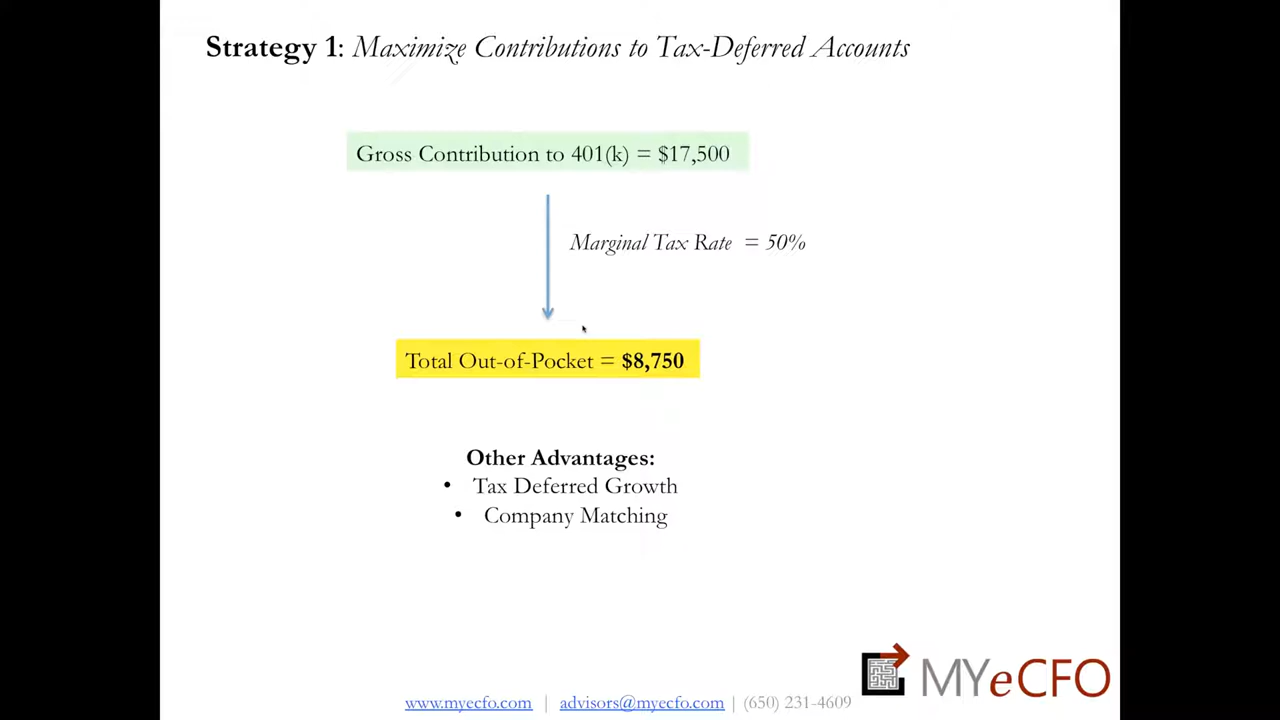 Strategy 1: Maximize Contributions to Tax-Deferred Accounts
Gross Contribution to 401(k) = $17,500
Marginal Tax Rate = 50%
Total Out-of-Pocket = $8,750
Other Advantages:
• Tax Deferred Growth
• Company Matching
MYeCFO
www.myecfo.com | advisors@myecfo.com | (650) 231-4609